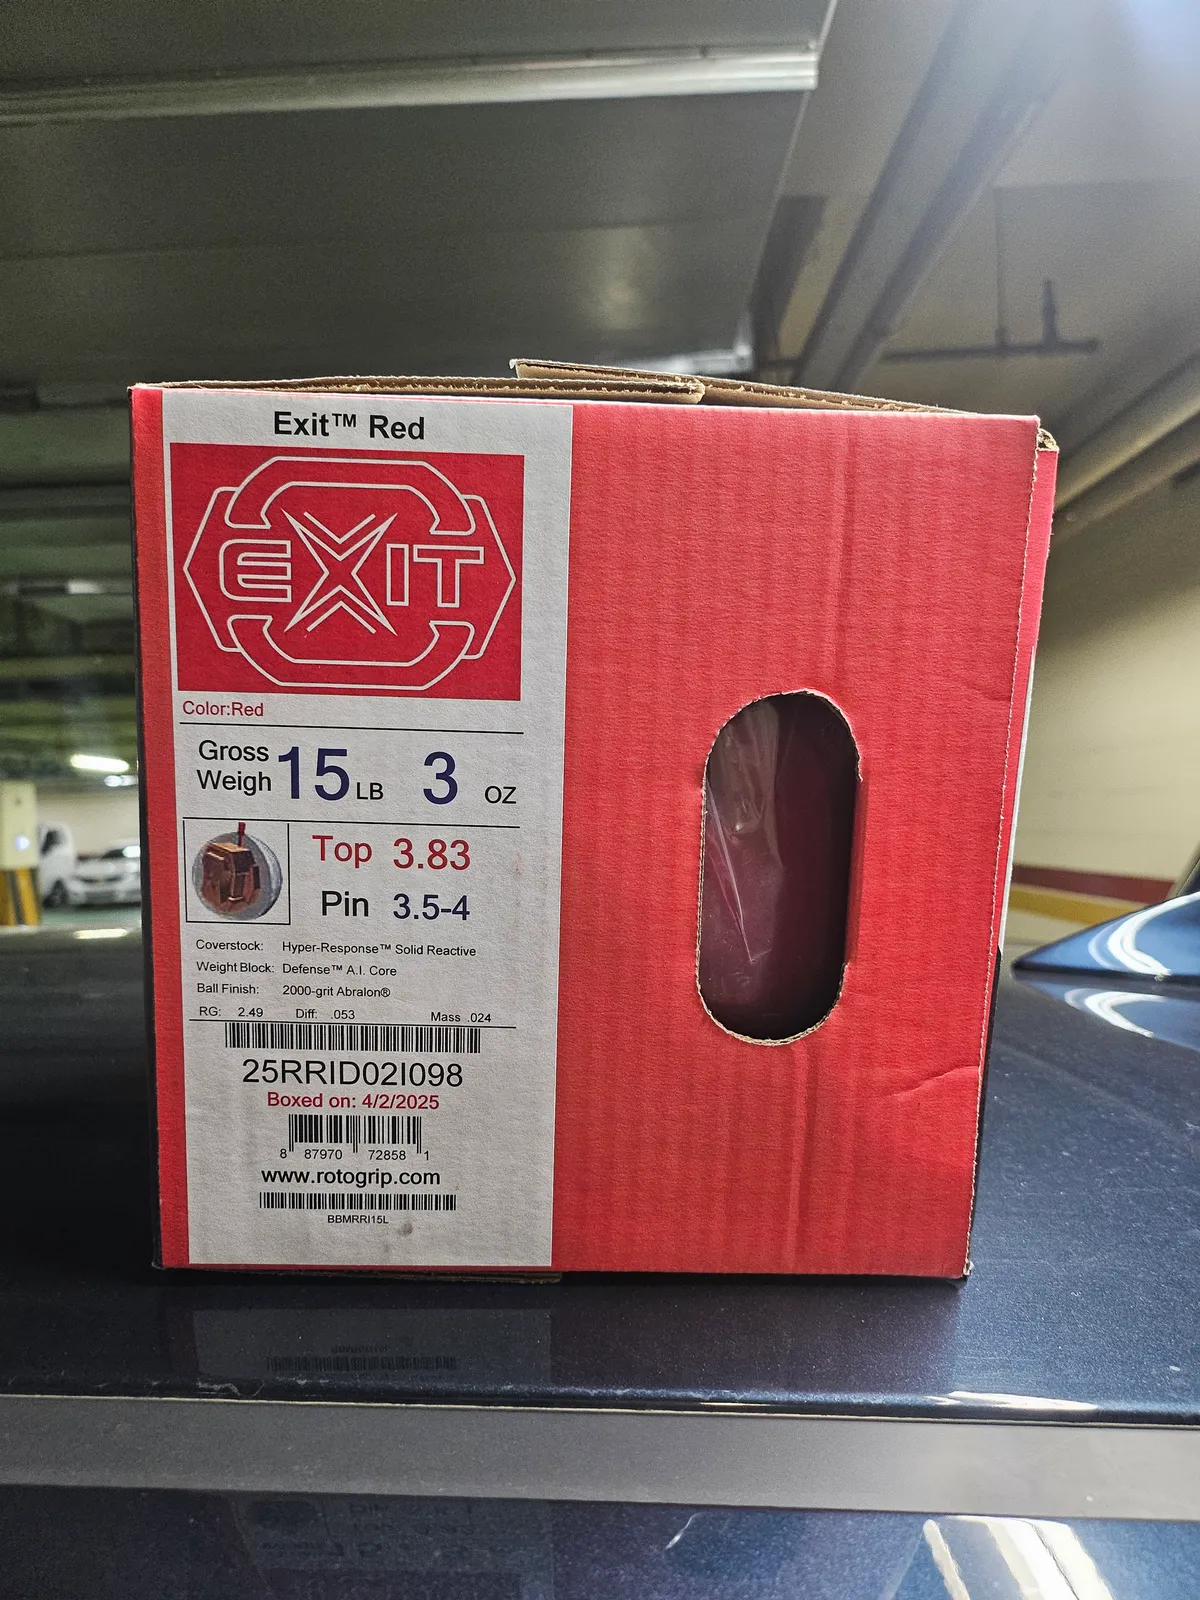 Exit™ Red
EXIT
Color:Red
Gross Weigh 15 LB 3 OZ
Top 3.83
Pin 3.5-4
Coverstock: Hyper-Response™ Solid Reactive
Weight Block: Defense™ A.I. Core
Ball Finish: 2000-grit Abralon®
RG: 2.49 Diff: .053 Mass .024
25RRID02I098
Boxed on: 4/2/2025
8 87970 72858 1
www.rotogrip.com
BBMRRI15L